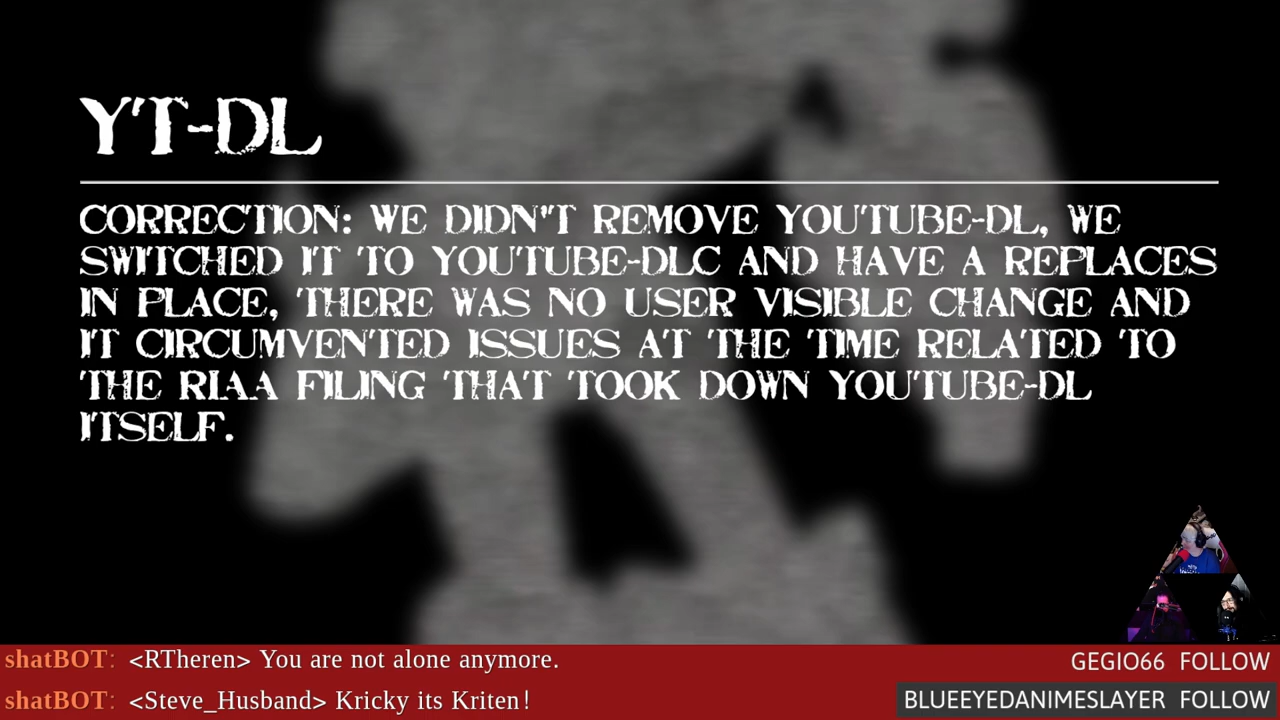 YT-DL
CORRECTION: WE DIDN"T REMOVE YOUTUBE-DL, WE
SWITCHED IT TO YOUTUBE-DLC AND HAVE A REPLACES
IN PLACE, THERE WAS NO USER VISIBLE CHANGE AND
IT CIRCUMVENTED ISSUES AT THE TIME RELATED TO
THE RIAA FILING THAT TOOK DOWN YOUTUBE-DL
ITSELF.
shatBOT: <RTheren> You are not alone anymore.
GEGIO66 FOLLOW
shatBOT: <Steve_Husband> Kricky its Kriten!
BLUEEYEDANIMESLAYER FOLLOW